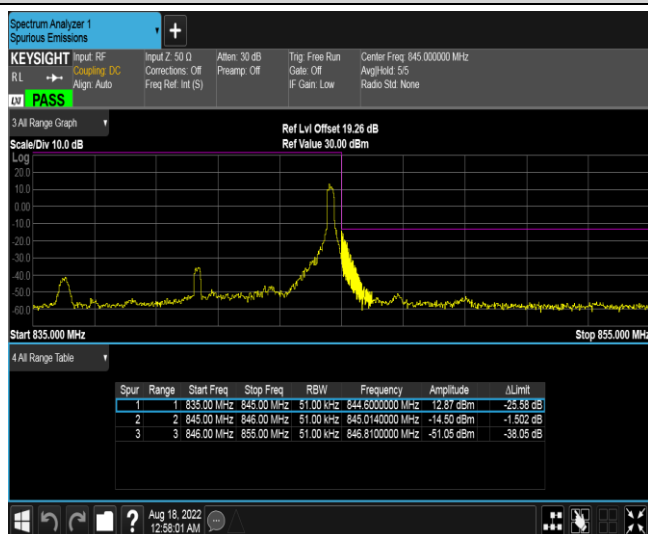 Spectrum Analyzer 1
Spurious Emissions
KEYSIGHT
RL
LXI PASS
Input: RF
Coupling: DC
Align: Auto
Input Z: 50 Ω
Corrections: Off
Freq Ref: Int (S)
Atten: 30 dB
Preamp: Off
Trig: Free Run
Gate: Off
IF Gain: Low
Center Freq: 845.000000 MHz
Avg|Hold: 5/5
Radio Std: None
3 All Range Graph
Scale/Div 10.0 dB
Ref Lvl Offset 19.26 dB
Ref Value 30.00 dBm
Log
20.0
10.0
0.00
-10.0
-20.0
-30.0
-40.0
-50.0
-60.0
Start 835.000 MHz Stop 855.000 MHz
4 All Range Table
Spur Range Start Freq Stop Freq RBW Frequency Amplitude ΔLimit
1 1 835.00 MHz 845.00 MHz 51.00 kHz 844.6000000 MHz 12.87 dBm -25.58 dB
2 2 845.00 MHz 846.00 MHz 51.00 kHz 845.0140000 MHz -14.50 dBm -1.502 dB
3 3 846.00 MHz 855.00 MHz 51.00 kHz 846.8100000 MHz -51.05 dBm -38.05 dB
Aug 18, 2022
12:58:01 AM